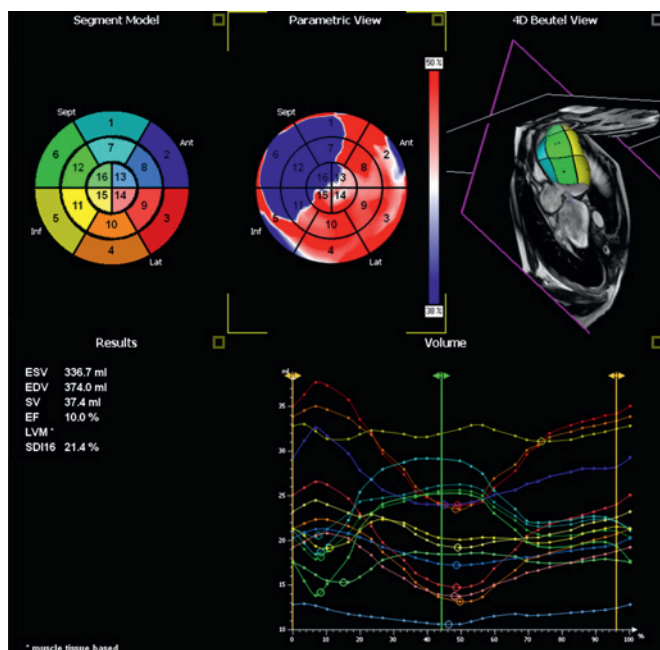 Segment Model
Parametric View
4D Beutel View
Sept
Ant
Inf
Lat
1
2
3
4
5
6
7
8
9
10
11
12
13
14
15
16
Sept
Ant
Inf
Lat
1
2
3
4
5
6
7
8
9
10
11
12
13
14
15
16
50 %
38 %
Results
ESV 336.7 ml
EDV 374.0 ml
SV 37.4 ml
EF 10.0 %
LVM *
SDI16 21.4 %
* muscle tissue based
Volume
ml
35
30
25
20
15
10
0 10 20 30 40 50 60 70 80 90 100 %